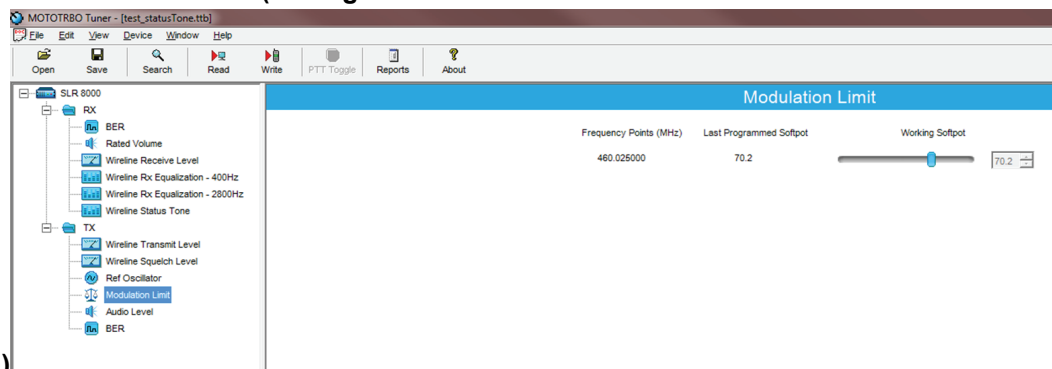 MOTOTRBO Tuner - [test_statusTone.ttb]
File Edit View Device Window Help
Open Save Search Read Write PTT Toggle Reports About
SLR 8000
Modulation Limit
RX
BER
Rated Volume
Wireline Receive Level
Wireline Rx Equalization - 400Hz
Wireline Rx Equalization - 2800Hz
Wireline Status Tone
TX
Wireline Transmit Level
Wireline Squelch Level
Ref Oscillator
Modulation Limit
Audio Level
BER
Frequency Points (MHz) Last Programmed Softpot Working Softpot
460.025000 70.2 70.2
)